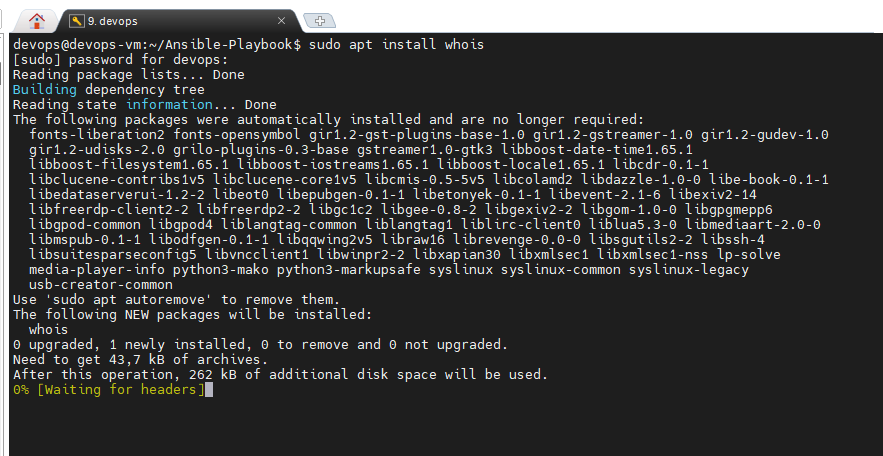 9. devops
devops@devops-vm:~/Ansible-Playbook$ sudo apt install whois
[sudo] password for devops:
Reading package lists... Done
Building dependency tree
Reading state information... Done
The following packages were automatically installed and are no longer required:
  fonts-liberation2 fonts-opensymbol gir1.2-gst-plugins-base-1.0 gir1.2-gstreamer-1.0 gir1.2-gudev-1.0
  gir1.2-udisks-2.0 grilo-plugins-0.3-base gstreamer1.0-gtk3 libboost-date-time1.65.1
  libboost-filesystem1.65.1 libboost-iostreams1.65.1 libboost-locale1.65.1 libcdr-0.1-1
  libclucene-contribs1v5 libclucene-core1v5 libcmis-0.5-5v5 libcolamd2 libdazzle-1.0-0 libe-book-0.1-1
  libedataserverui-1.2-2 libeot0 libepubgen-0.1-1 libetonyek-0.1-1 libevent-2.1-6 libexiv2-14
  libfreerdp-client2-2 libfreerdp2-2 libgc1c2 libgee-0.8-2 libgexiv2-2 libgom-1.0-0 libgpgmepp6
  libgpod-common libgpod4 liblangtag-common liblangtag1 liblirc-client0 liblua5.3-0 libmediaart-2.0-0
  libmspub-0.1-1 libodfgen-0.1-1 libqqwing2v5 libraw16 librevenge-0.0-0 libsgutils2-2 libssh-4
  libsuitesparseconfig5 libvncclient1 libwinpr2-2 libxapian30 libxmlsec1 libxmlsec1-nss lp-solve
  media-player-info python3-mako python3-markupsafe syslinux syslinux-common syslinux-legacy
  usb-creator-common
Use 'sudo apt autoremove' to remove them.
The following NEW packages will be installed:
  whois
0 upgraded, 1 newly installed, 0 to remove and 0 not upgraded.
Need to get 43,7 kB of archives.
After this operation, 262 kB of additional disk space will be used.
0% [Waiting for headers]